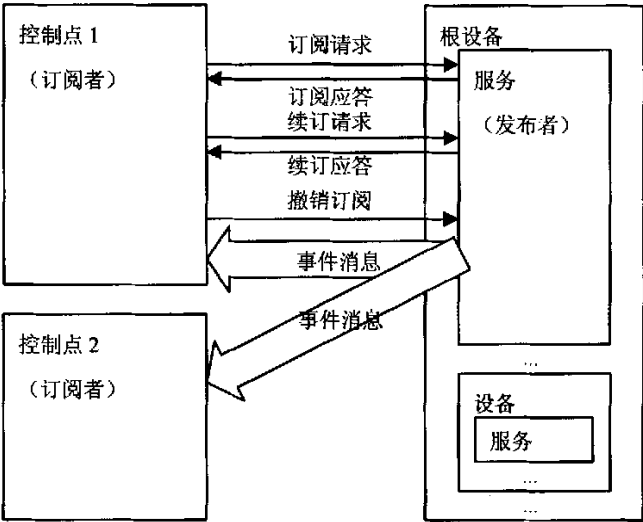 控制点 1
（订阅者）
订阅请求
订阅应答
续订请求
续订应答
撤销订阅
事件消息
事件消息
根设备
服务
（发布者）
...
设备
服务
...
...
控制点 2
（订阅者）